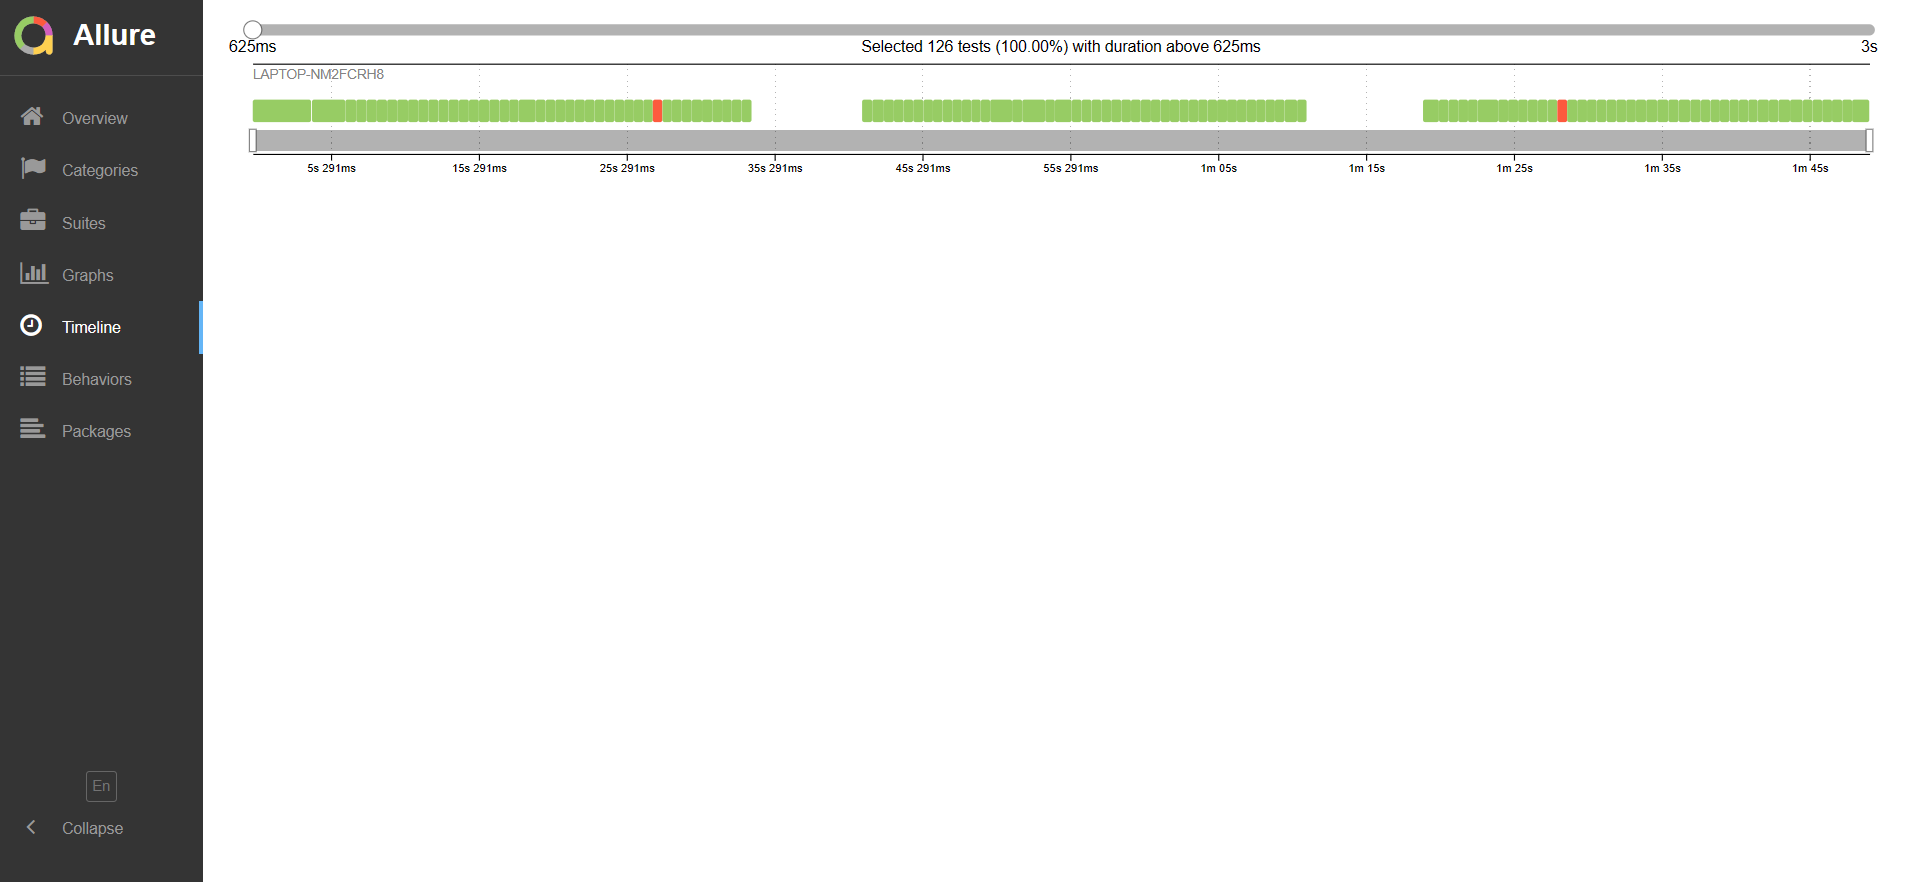 Allure
Overview
Categories
Suites
Graphs
Timeline
Behaviors
Packages
En
Collapse
625ms
Selected 126 tests (100.00%) with duration above 625ms
3s
LAPTOP-NM2FCRH8
5s 291ms
15s 291ms
25s 291ms
35s 291ms
45s 291ms
55s 291ms
1m 05s
1m 15s
1m 25s
1m 35s
1m 45s